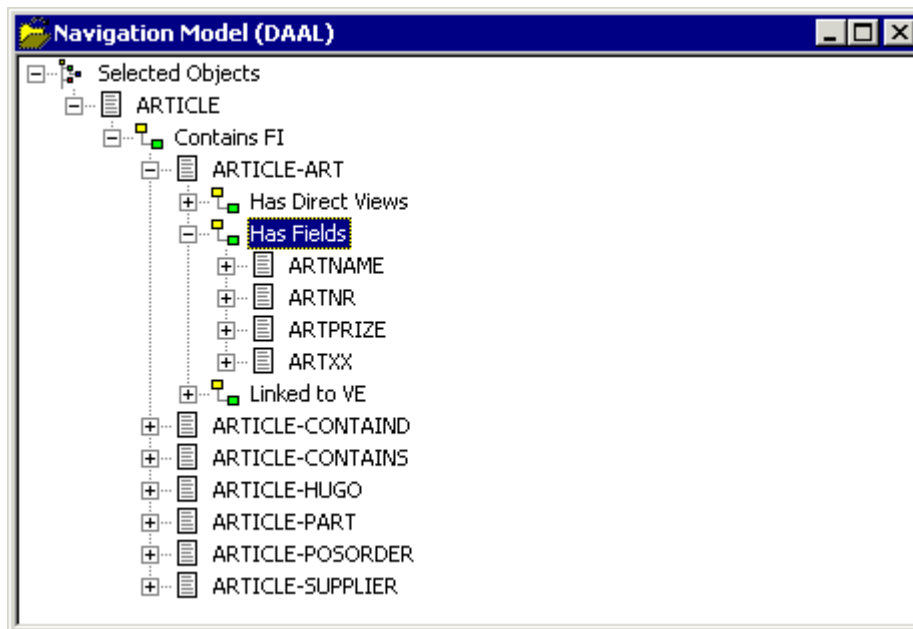 Navigation Model (DAAL)
Selected Objects
ARTICLE
Contains FI
ARTICLE-ART
Has Direct Views
Has Fields
ARTNAME
ARTNR
ARTPRIZE
ARTXX
Linked to VE
ARTICLE-CONTAIND
ARTICLE-CONTAINS
ARTICLE-HUGO
ARTICLE-PART
ARTICLE-POSORDER
ARTICLE-SUPPLIER